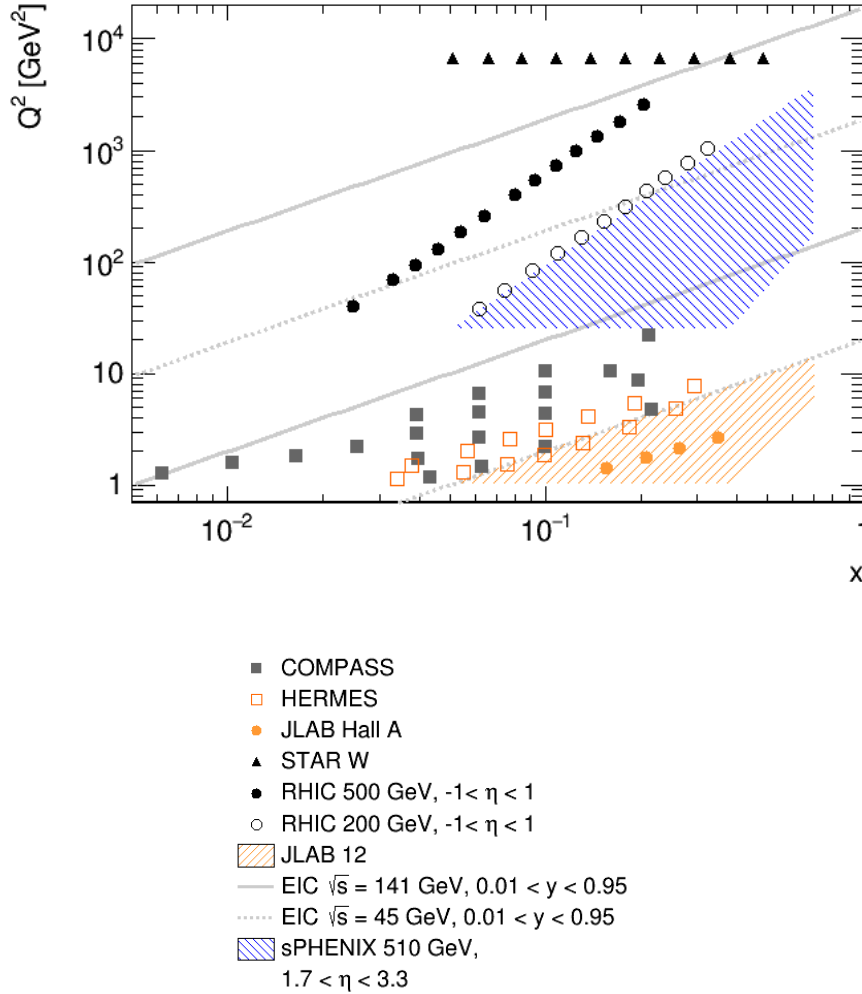 Q² [GeV²]
10⁴
10³
10²
10
1
10⁻² 10⁻¹ 1
x
COMPASS
HERMES
JLAB Hall A
STAR W
RHIC 500 GeV, -1< η < 1
RHIC 200 GeV, -1< η < 1
JLAB 12
EIC √s = 141 GeV, 0.01 < y < 0.95
EIC √s = 45 GeV, 0.01 < y < 0.95
sPHENIX 510 GeV,
1.7 < η < 3.3